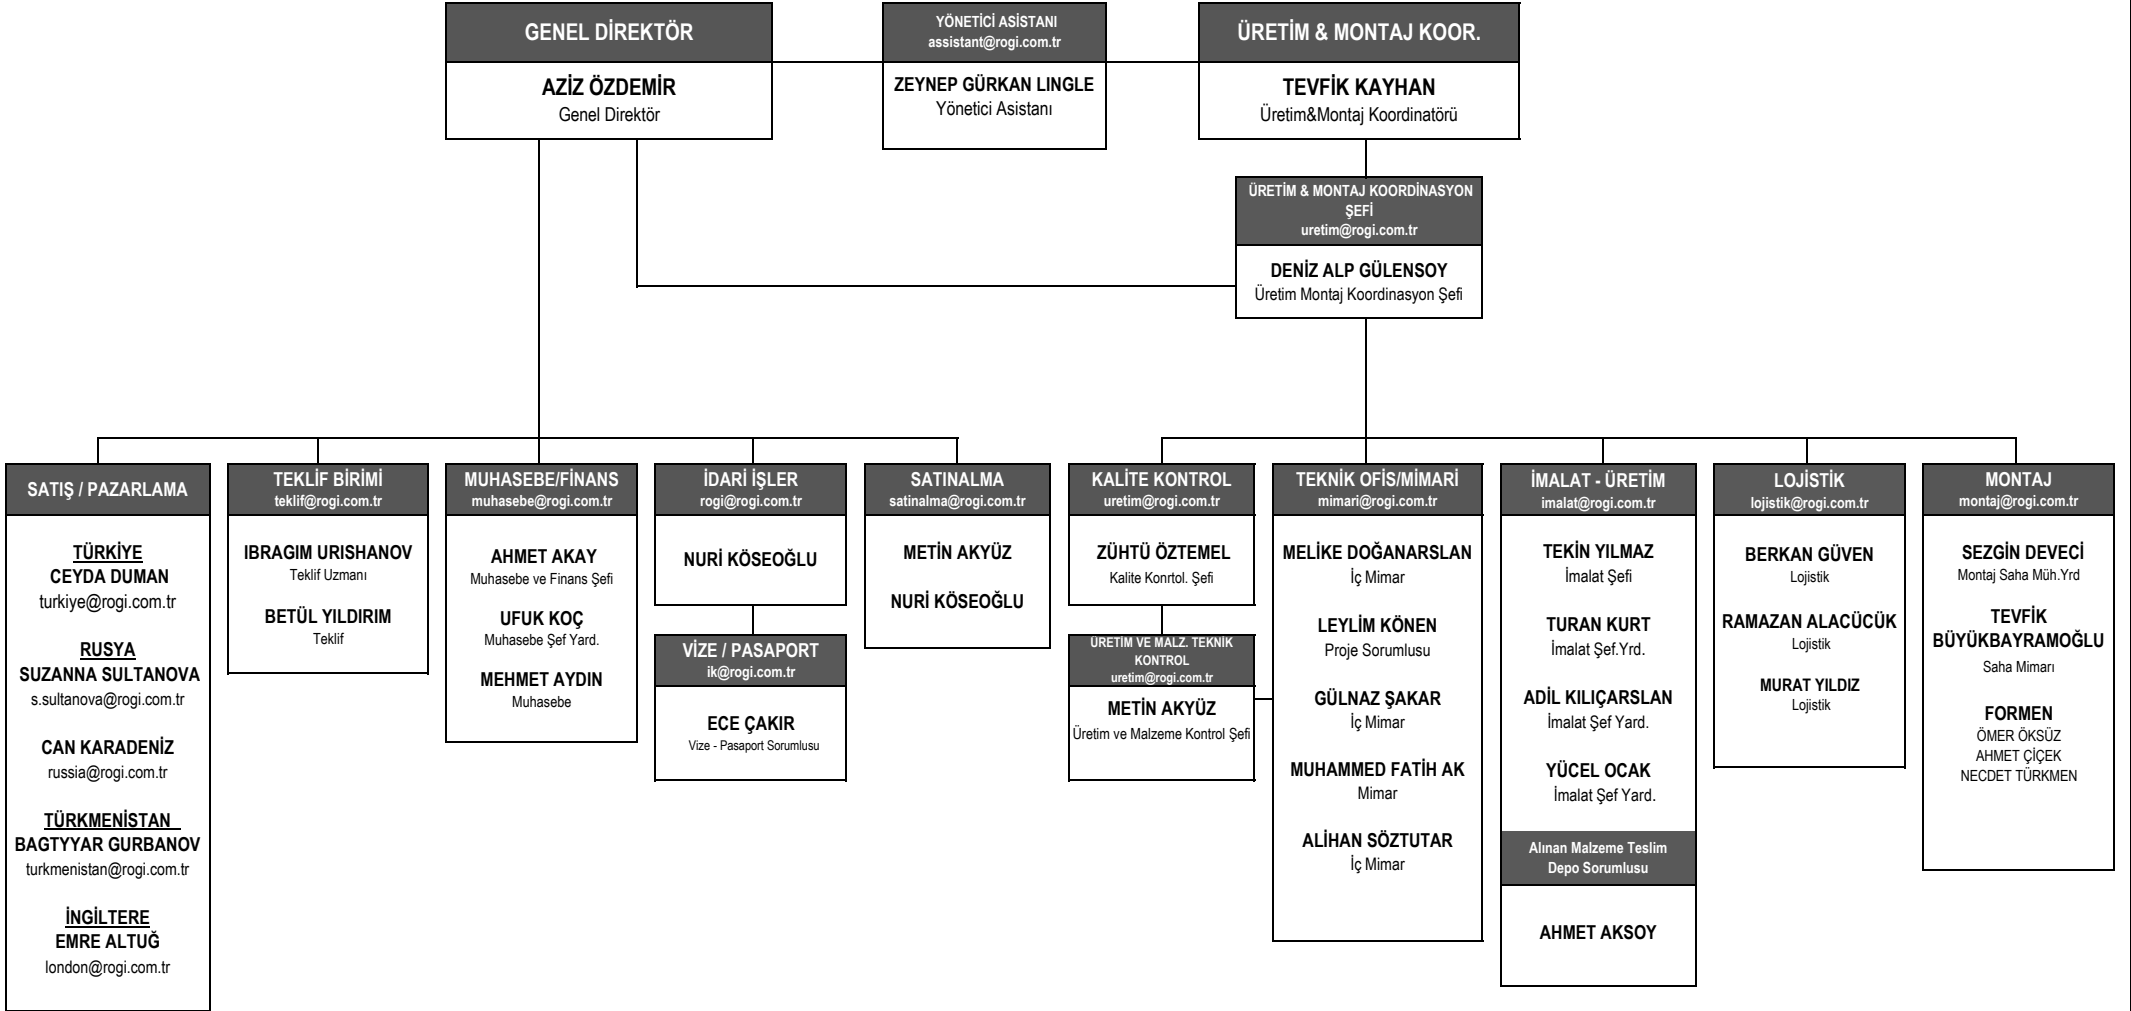 GENEL DİREKTÖR
AZİZ ÖZDEMİR
Genel Direktör
YÖNETİCİ ASİSTANI
assistant@rogi.com.tr
ZEYNEP GÜRKAN LINGLE
Yönetici Asistanı
ÜRETİM & MONTAJ KOOR.
TEVFİK KAYHAN
Üretim&Montaj Koordinatörü
ÜRETİM & MONTAJ KOORDİNASYON
ŞEFİ
uretim@rogi.com.tr
DENİZ ALP GÜLENSOY
Üretim Montaj Koordinasyon Şefi
SATIŞ / PAZARLAMA
TÜRKİYE
CEYDA DUMAN
turkiye@rogi.com.tr
RUSYA
SUZANNA SULTANOVA
s.sultanova@rogi.com.tr
CAN KARADENİZ
russia@rogi.com.tr
TÜRKMENİSTAN
BAGTYYAR GURBANOV
turkmenistan@rogi.com.tr
İNGİLTERE
EMRE ALTUĞ
london@rogi.com.tr
TEKLİF BİRİMİ
teklif@rogi.com.tr
IBRAGIM URISHANOV
Teklif Uzmanı
BETÜL YILDIRIM
Teklif
MUHASEBE/FİNANS
muhasebe@rogi.com.tr
AHMET AKAY
Muhasebe ve Finans Şefi
UFUK KOÇ
Muhasebe Şef Yard.
MEHMET AYDIN
Muhasebe
İDARİ İŞLER
rogi@rogi.com.tr
NURİ KÖSEOĞLU
VİZE / PASAPORT
ik@rogi.com.tr
ECE ÇAKIR
Vize - Pasaport Sorumlusu
SATINALMA
satinalma@rogi.com.tr
METİN AKYÜZ
NURİ KÖSEOĞLU
KALİTE KONTROL
uretim@rogi.com.tr
ZÜHTÜ ÖZTEMEL
Kalite Konrtol. Şefi
ÜRETİM VE MALZ. TEKNİK
KONTROL
uretim@rogi.com.tr
METİN AKYÜZ
Üretim ve Malzeme Kontrol Şefi
TEKNİK OFİS/MİMARİ
mimari@rogi.com.tr
MELİKE DOĞANARSLAN
İç Mimar
LEYLİM KÖNEN
Proje Sorumlusu
GÜLNAZ ŞAKAR
İç Mimar
MUHAMMED FATİH AK
Mimar
ALİHAN SÖZTUTAR
İç Mimar
İMALAT - ÜRETİM
imalat@rogi.com.tr
TEKİN YILMAZ
İmalat Şefi
TURAN KURT
İmalat Şef.Yrd.
ADİL KILIÇARSLAN
İmalat Şef Yard.
YÜCEL OCAK
İmalat Şef Yard.
Alınan Malzeme Teslim
Depo Sorumlusu
AHMET AKSOY
LOJİSTİK
lojistik@rogi.com.tr
BERKAN GÜVEN
Lojistik
RAMAZAN ALACÜCÜK
Lojistik
MURAT YILDIZ
Lojistik
MONTAJ
montaj@rogi.com.tr
SEZGİN DEVECİ
Montaj Saha Müh.Yrd
TEVFİK
BÜYÜKBAYRAMOĞLU
Saha Mimarı
FORMEN
ÖMER ÖKSÜZ
AHMET ÇİÇEK
NECDET TÜRKMEN